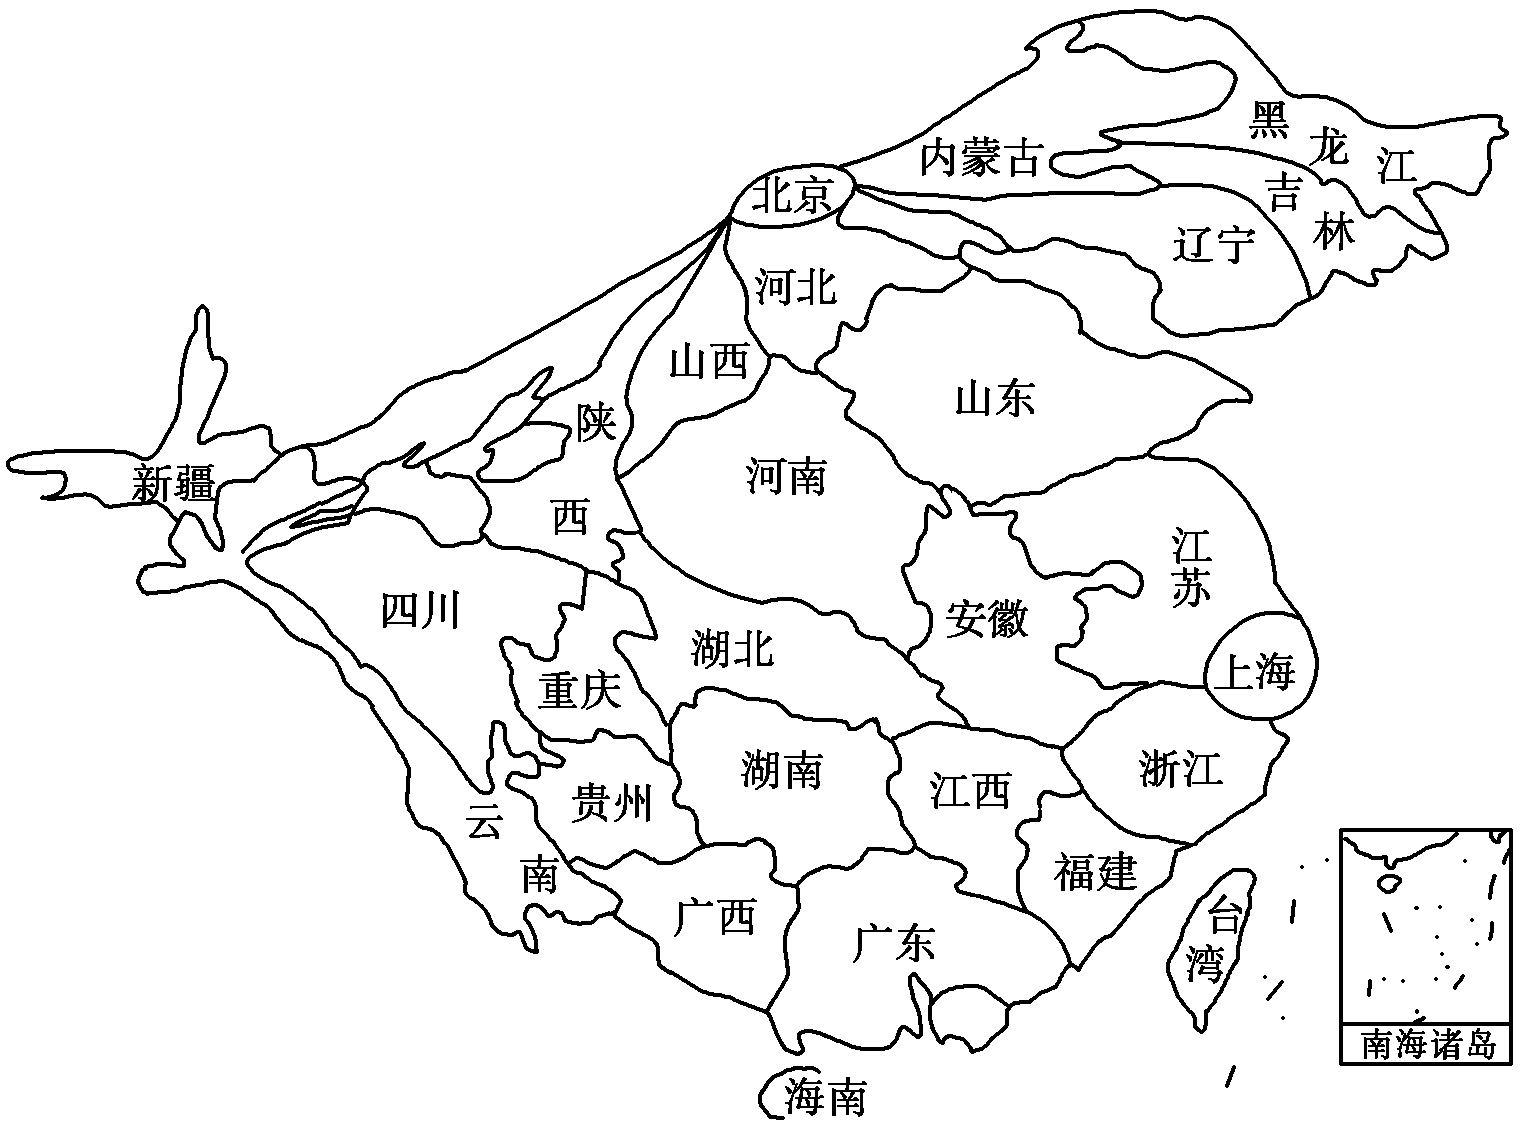 黑龙江
内蒙古
吉林
北京
辽宁
河北
山西
山东
陕西
河南
新疆
江苏
四川
安徽
湖北
上海
重庆
湖南
浙江
江西
贵州
云南
福建
广西
广东
台湾
南海诸岛
海南